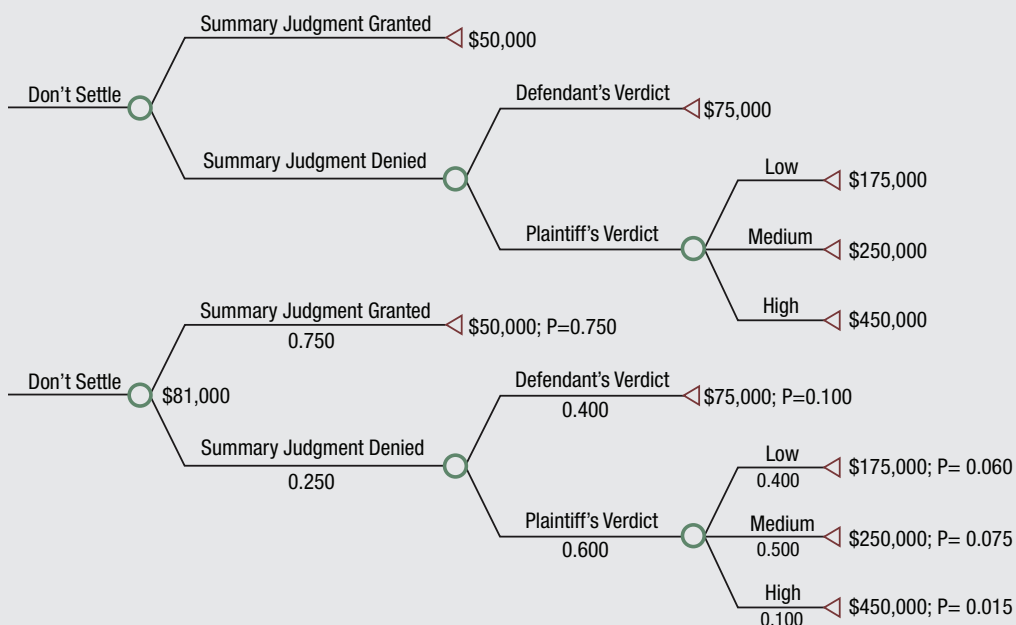 Summary Judgment Granted
$50,000
Don't Settle
Defendant's Verdict
$75,000
Summary Judgment Denied
Low
$175,000
Plaintiff's Verdict
Medium
$250,000
High
$450,000
Summary Judgment Granted
0.750
$50,000; P=0.750
Don't Settle
$81,000
Defendant's Verdict
0.400
$75,000; P=0.100
Summary Judgment Denied
0.250
Low
0.400
$175,000; P= 0.060
Plaintiff's Verdict
0.600
Medium
0.500
$250,000; P= 0.075
High
0.100
$450,000; P= 0.015